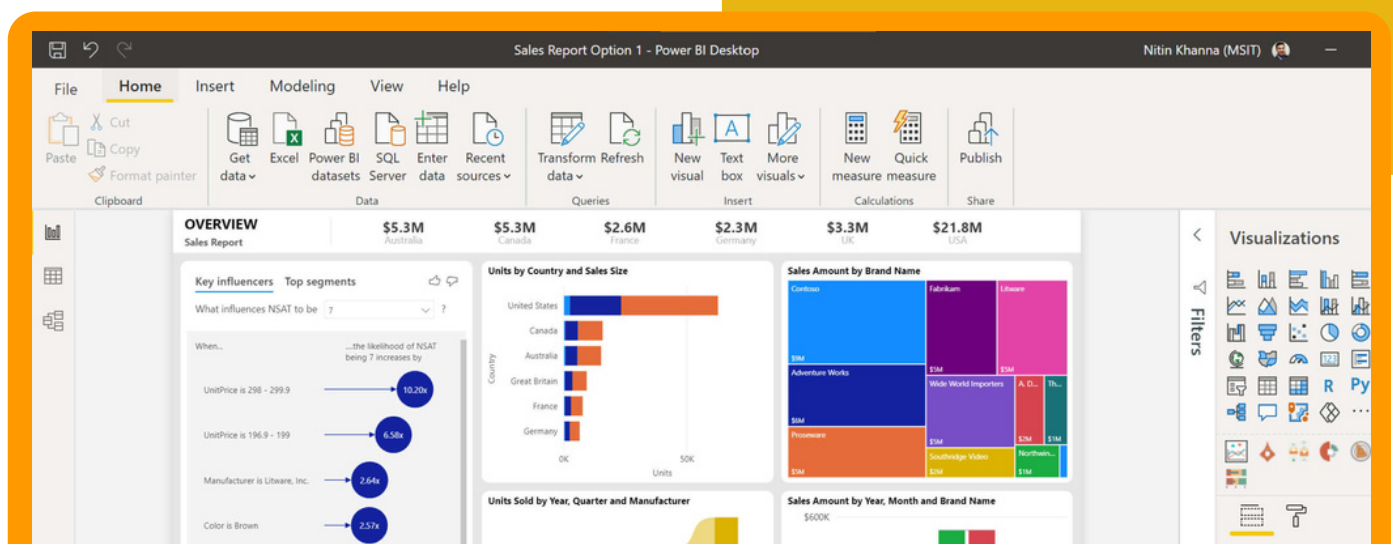 Sales Report Option 1 - Power BI Desktop
Nitin Khanna (MSIT)
File Home Insert Modeling View Help
Paste
Cut
Copy
Format painter
Clipboard
Get data
Excel
Power BI datasets
SQL Server
Enter data
Recent sources
Data
Transform data
Refresh
Queries
New visual
Text box
More visuals
Insert
New measure
Quick measure
Calculations
Publish
Share
OVERVIEW
Sales Report
$5.3M
Australia
$5.3M
Canada
$2.6M
France
$2.3M
Germany
$3.3M
UK
$21.8M
USA
Key influencers Top segments
What influences NSAT to be 7 ?
When...
...the likelihood of NSAT
being 7 increases by
UnitPrice is 298 - 299.9
10.20x
UnitPrice is 196.9 - 199
6.58x
Manufacturer is Litware, Inc.
2.64x
Color is Brown
2.57x
Units by Country and Sales Size
Country
United States
Canada
Australia
Great Britain
France
Germany
0K 50K
Units
Sales Amount by Brand Name
Contoso
$9M
Fabrikam
$5M
Litware
$5M
Adventure Works
$6M
Wide World Importers
$5M
A. D...
$2M
Th...
$1M
Proseware
$5M
Southridge Video
$2M
Northwin...
$1M
Units Sold by Year, Quarter and Manufacturer
Sales Amount by Year, Month and Brand Name
$600K
Filters
Visualizations
123
R Py